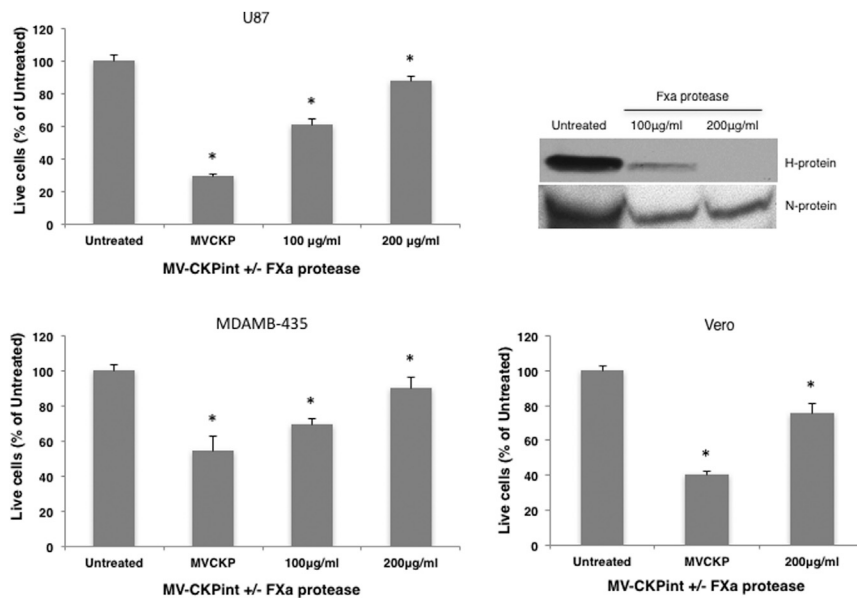 U87
Live cells (% of Untreated)
120
100
80
60
40
20
0
*
*
*
Untreated MVCKP 100 µg/ml 200 µg/ml
MV-CKPint +/- FXa protease
Fxa protease
Untreated 100µg/ml 200µg/ml
H-protein
N-protein
MDAMB-435
Live cells (% of Untreated)
120
100
80
60
40
20
0
*
*
*
Untreated MVCKP 100µg/ml 200µg/ml
MV-CKPint +/- FXa protease
Vero
Live cells (% of Untreated)
120
100
80
60
40
20
0
*
*
Untreated MVCKP 200µg/ml
MV-CKPint +/- FXa protease